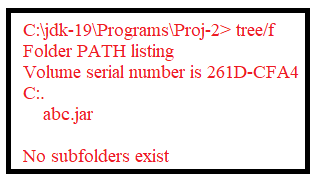 C:\jdk-19\Programs\Proj-2> tree/f
Folder PATH listing
Volume serial number is 261D-CFA4
C:.
abc.jar
No subfolders exist